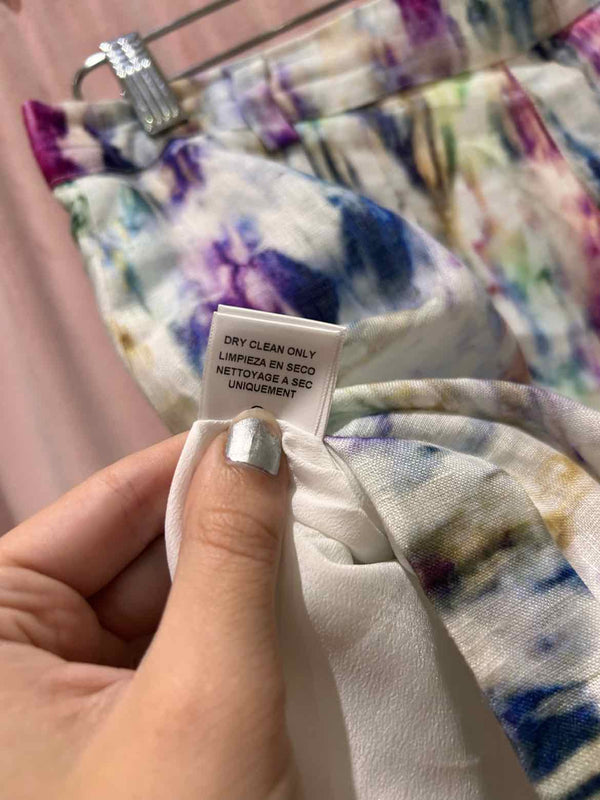 DRY CLEAN ONLY
LIMPIEZA EN SECO
NETTOYAGE A SEC
UNIQUEMENT